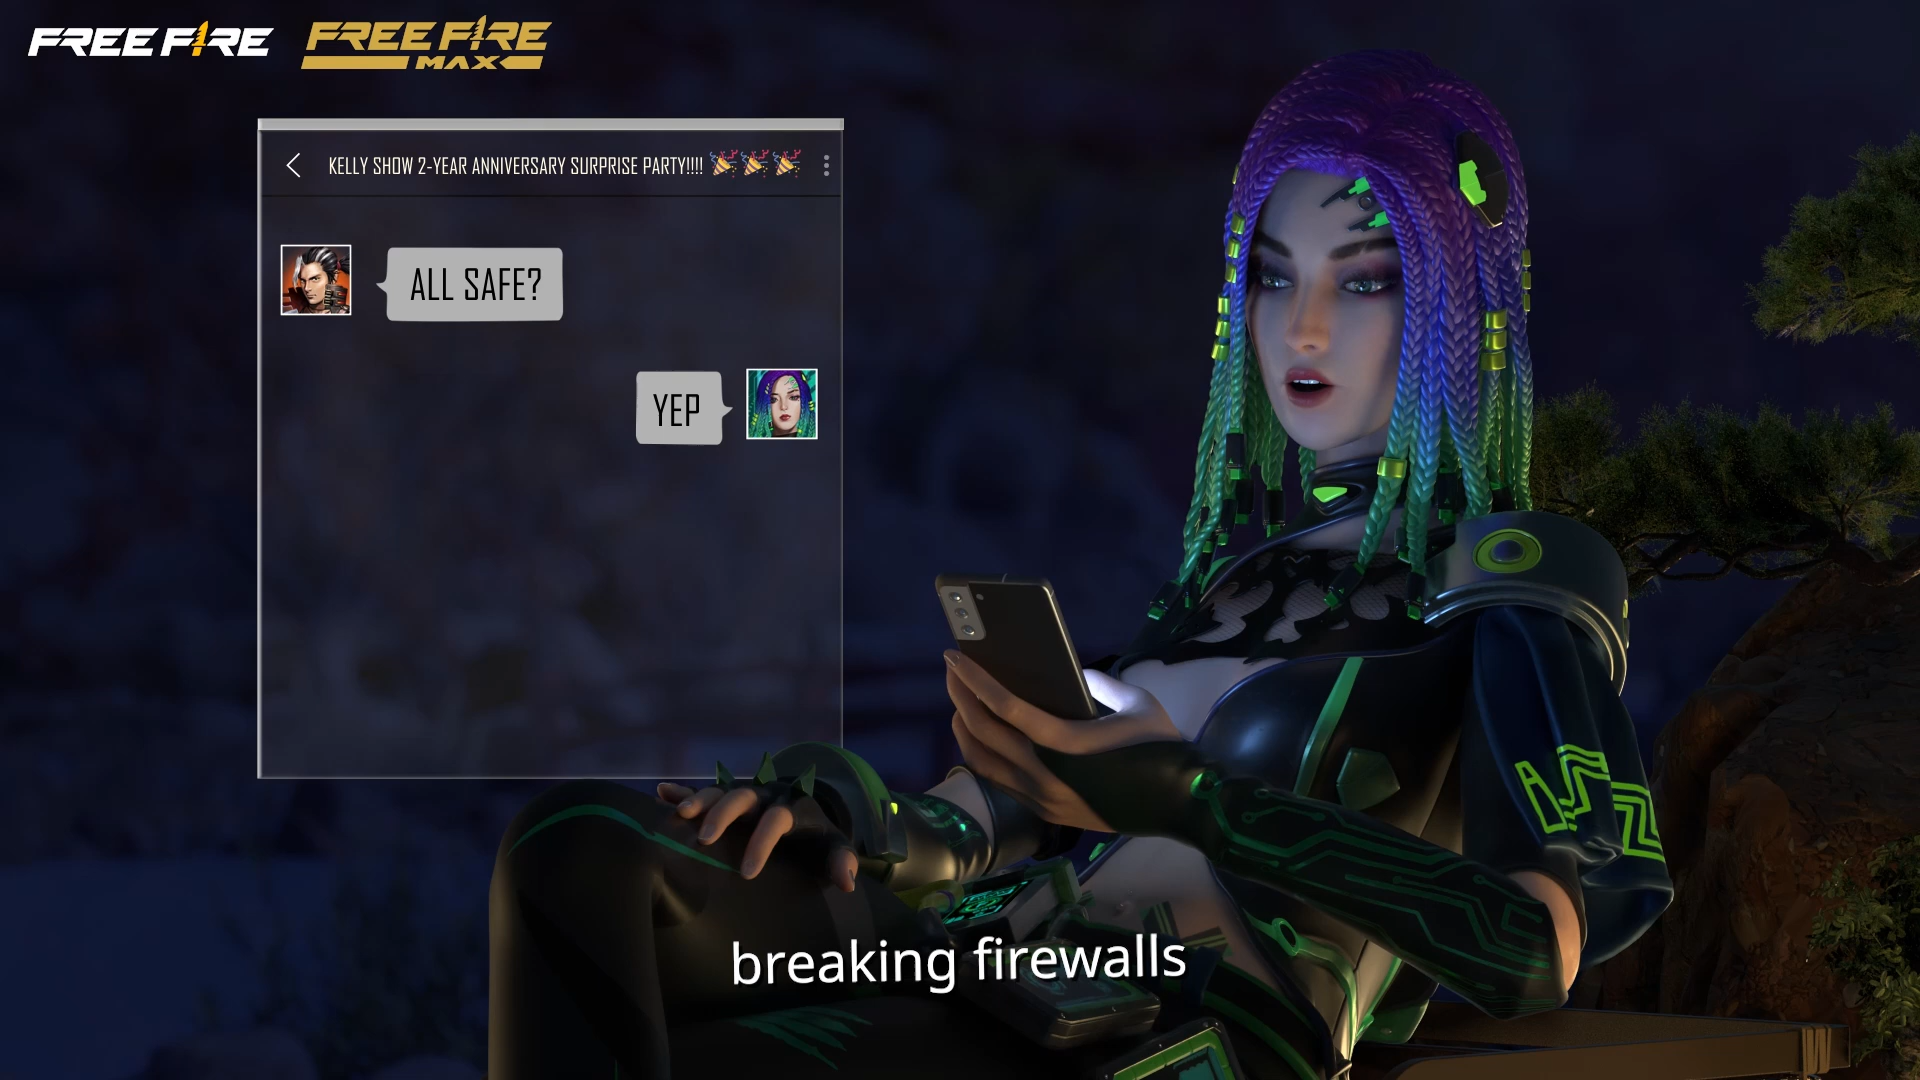 FREE FIRE
FREE FIRE
MAX
KELLY SHOW 2-YEAR ANNIVERSARY SURPRISE PARTY!!!! 🎉🎉🎉
ALL SAFE?
YEP
breaking firewalls